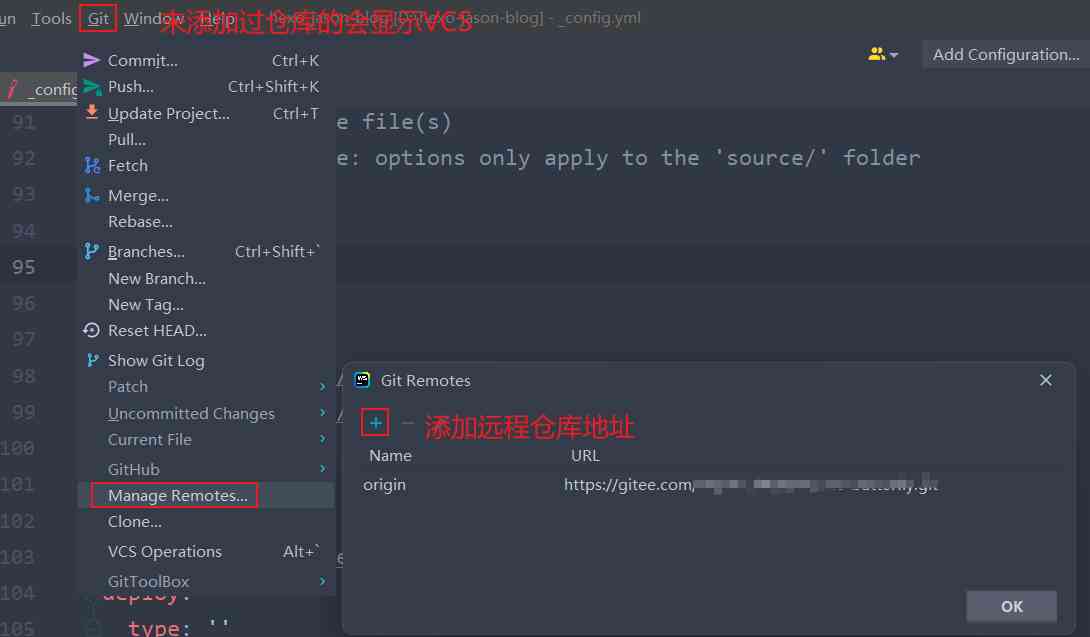 Tools Git Window Help jason-blog] - _config.yml
未添加过仓库的会显示VCS
Add Configuration...
_config
Commit... Ctrl+K
Push... Ctrl+Shift+K
Update Project... Ctrl+T
Pull...
Fetch
Merge...
Rebase...
Branches... Ctrl+Shift+`
New Branch...
New Tag...
Reset HEAD...
Show Git Log
Patch
Uncommitted Changes
Current File
GitHub
Manage Remotes...
Clone...
VCS Operations Alt+`
GitToolBox
91 e file(s)
92 e: options only apply to the 'source/' folder
93
94
95
96
97
98
99
100
101
102
103
104 deploy:
105 type: ''
Git Remotes
+ − 添加远程仓库地址
Name URL
origin https://gitee.com/
OK